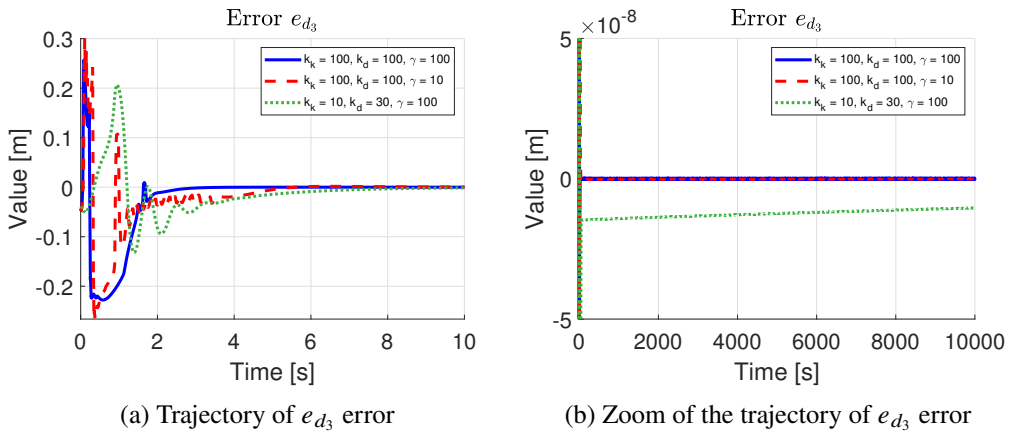 Error e_{d_3}
0.3
0.2
0.1
0
-0.1
-0.2
Value [m]
k_k = 100, k_d = 100, γ = 100
k_k = 100, k_d = 100, γ = 10
k_k = 10, k_d = 30, γ = 100
0 2 4 6 8 10
Time [s]
(a) Trajectory of e_{d_3} error
Error e_{d_3}
×10^{-8}
5
0
-5
Value [m]
k_k = 100, k_d = 100, γ = 100
k_k = 100, k_d = 100, γ = 10
k_k = 10, k_d = 30, γ = 100
0 2000 4000 6000 8000 10000
Time [s]
(b) Zoom of the trajectory of e_{d_3} error